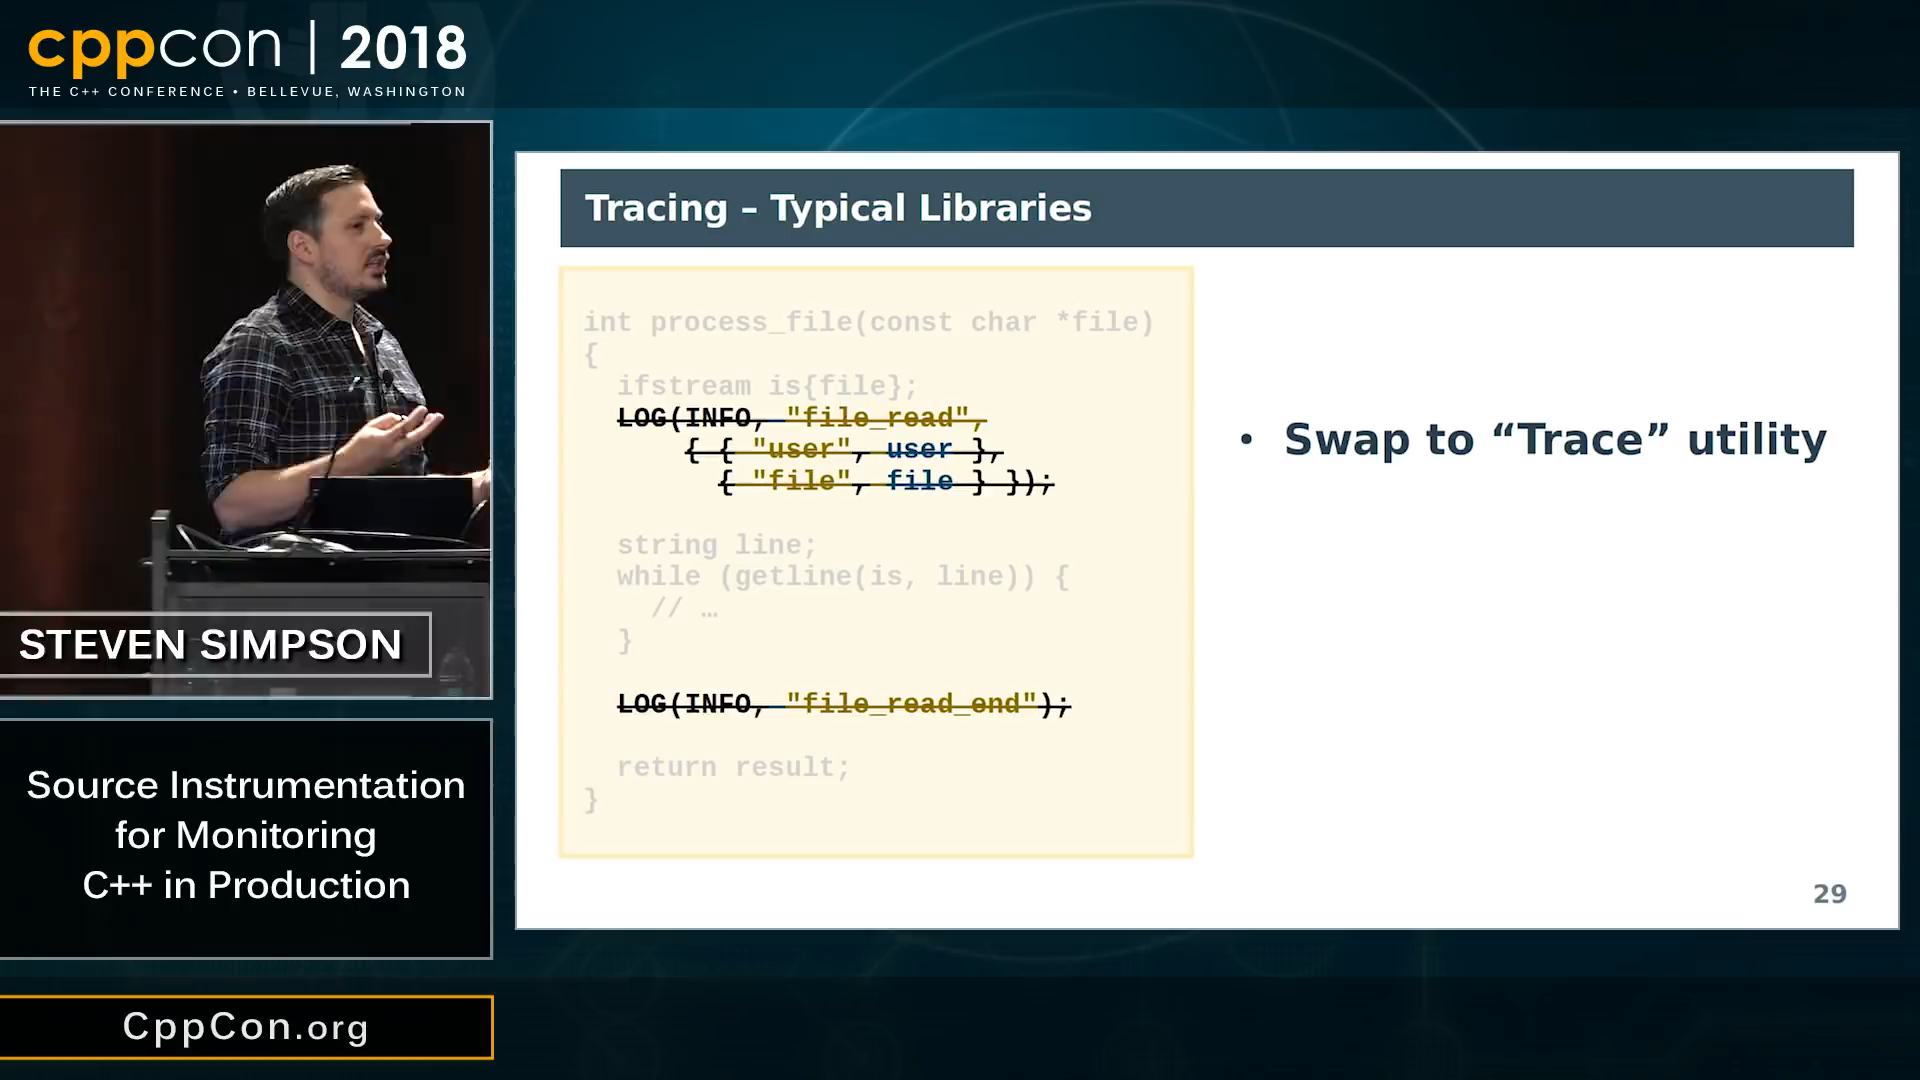 cppcon | 2018
THE C++ CONFERENCE • BELLEVUE, WASHINGTON
STEVEN SIMPSON
Source Instrumentation
for Monitoring
C++ in Production
CppCon.org
Tracing – Typical Libraries
int process_file(const char *file)
{
  ifstream is{file};
  LOG(INFO, "file_read",
      { { "user", user },
        { "file", file } });
  string line;
  while (getline(is, line)) {
    // …
  }
  LOG(INFO, "file_read_end");
  return result;
}
• Swap to “Trace” utility
29